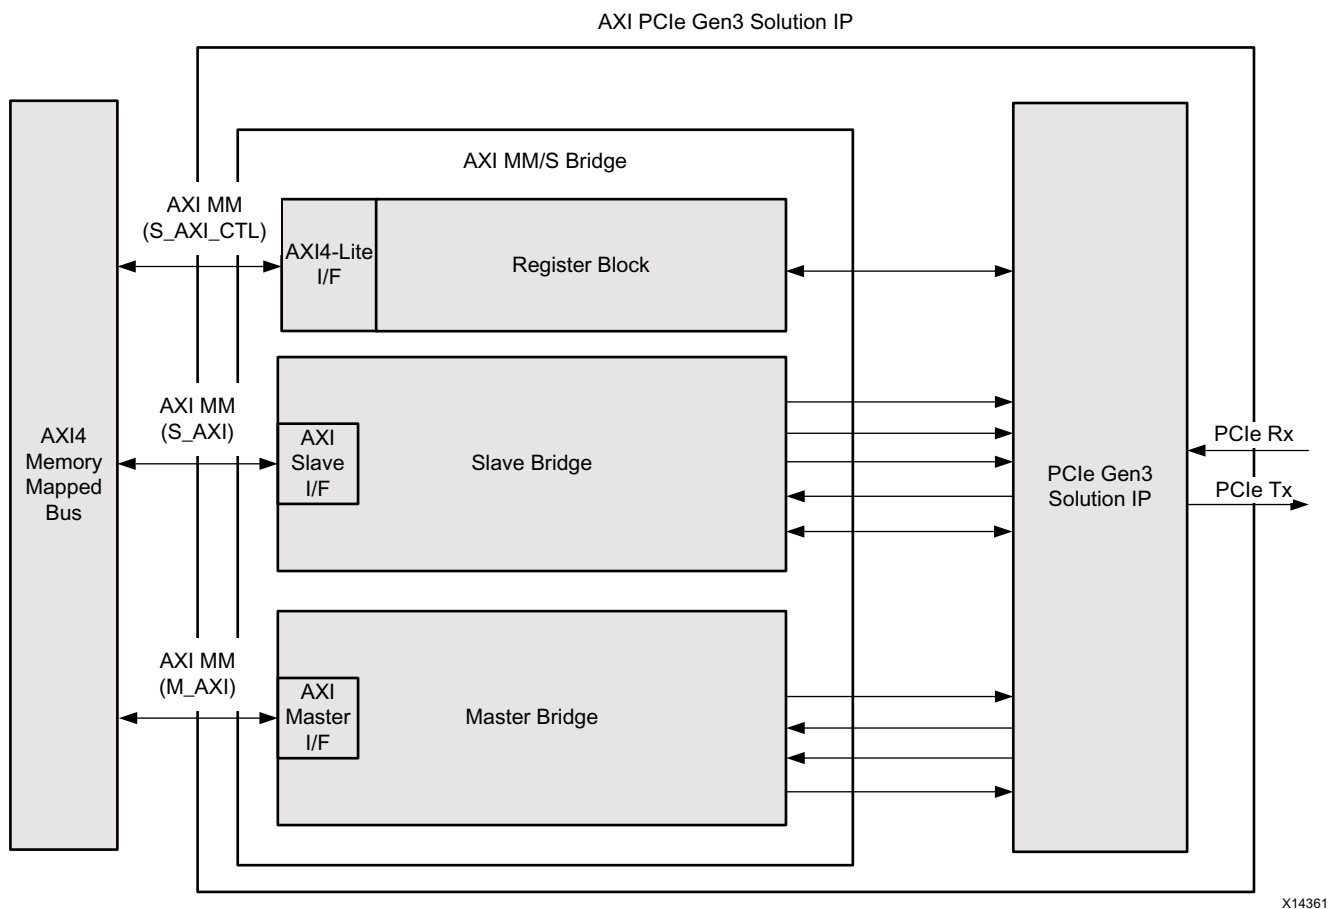 AXI PCIe Gen3 Solution IP
AXI MM/S Bridge
AXI MM
(S_AXI_CTL)
AXI4-Lite
I/F
Register Block
AXI4
Memory
Mapped
Bus
AXI MM
(S_AXI)
AXI
Slave
I/F
Slave Bridge
PCIe Gen3
Solution IP
PCIe Rx
PCIe Tx
AXI MM
(M_AXI)
AXI
Master
I/F
Master Bridge
X14361